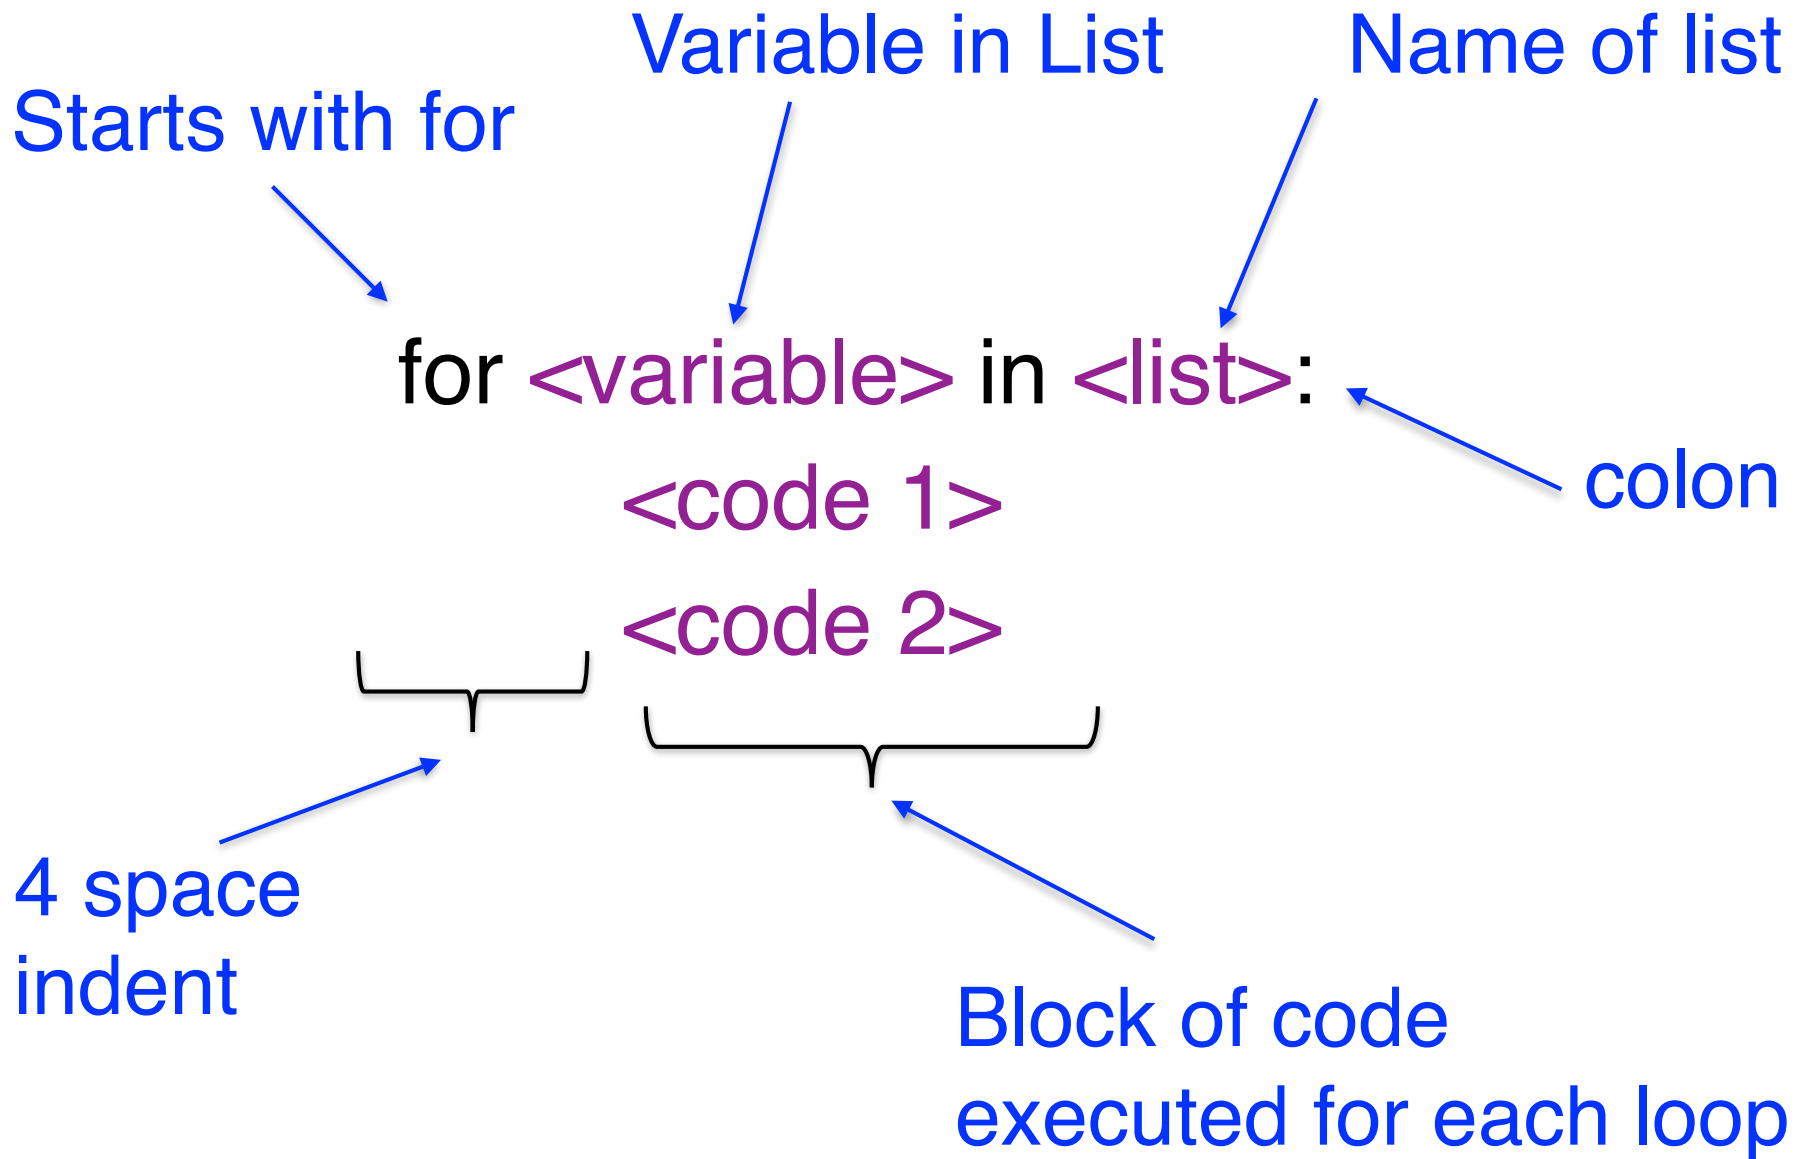 Variable in List
Name of list
Starts with for
for <variable> in <list>:
colon
<code 1>
<code 2>
4 space
indent
Block of code
executed for each loop